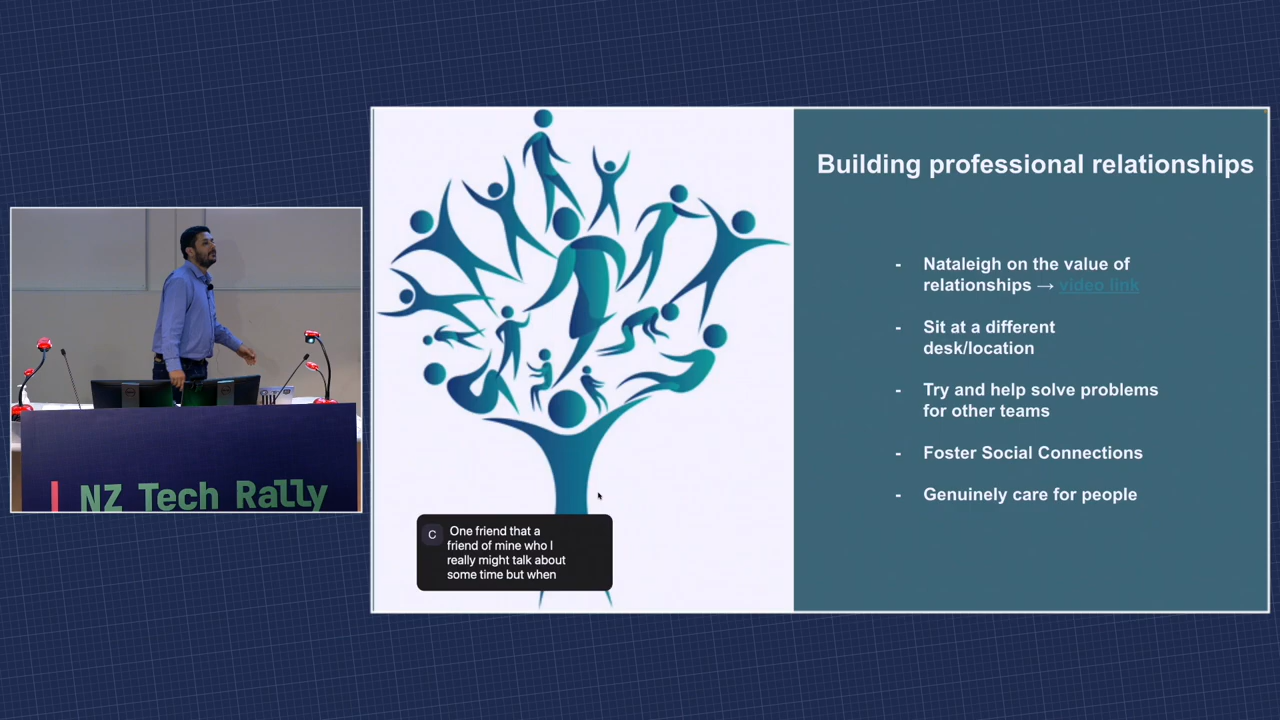 Building professional relationships
- Nataleigh on the value of
relationships → video link
- Sit at a different
desk/location
- Try and help solve problems
for other teams
- Foster Social Connections
- Genuinely care for people
C One friend that a
friend of mine who I
really might talk about
some time but when
NZ Tech Rally